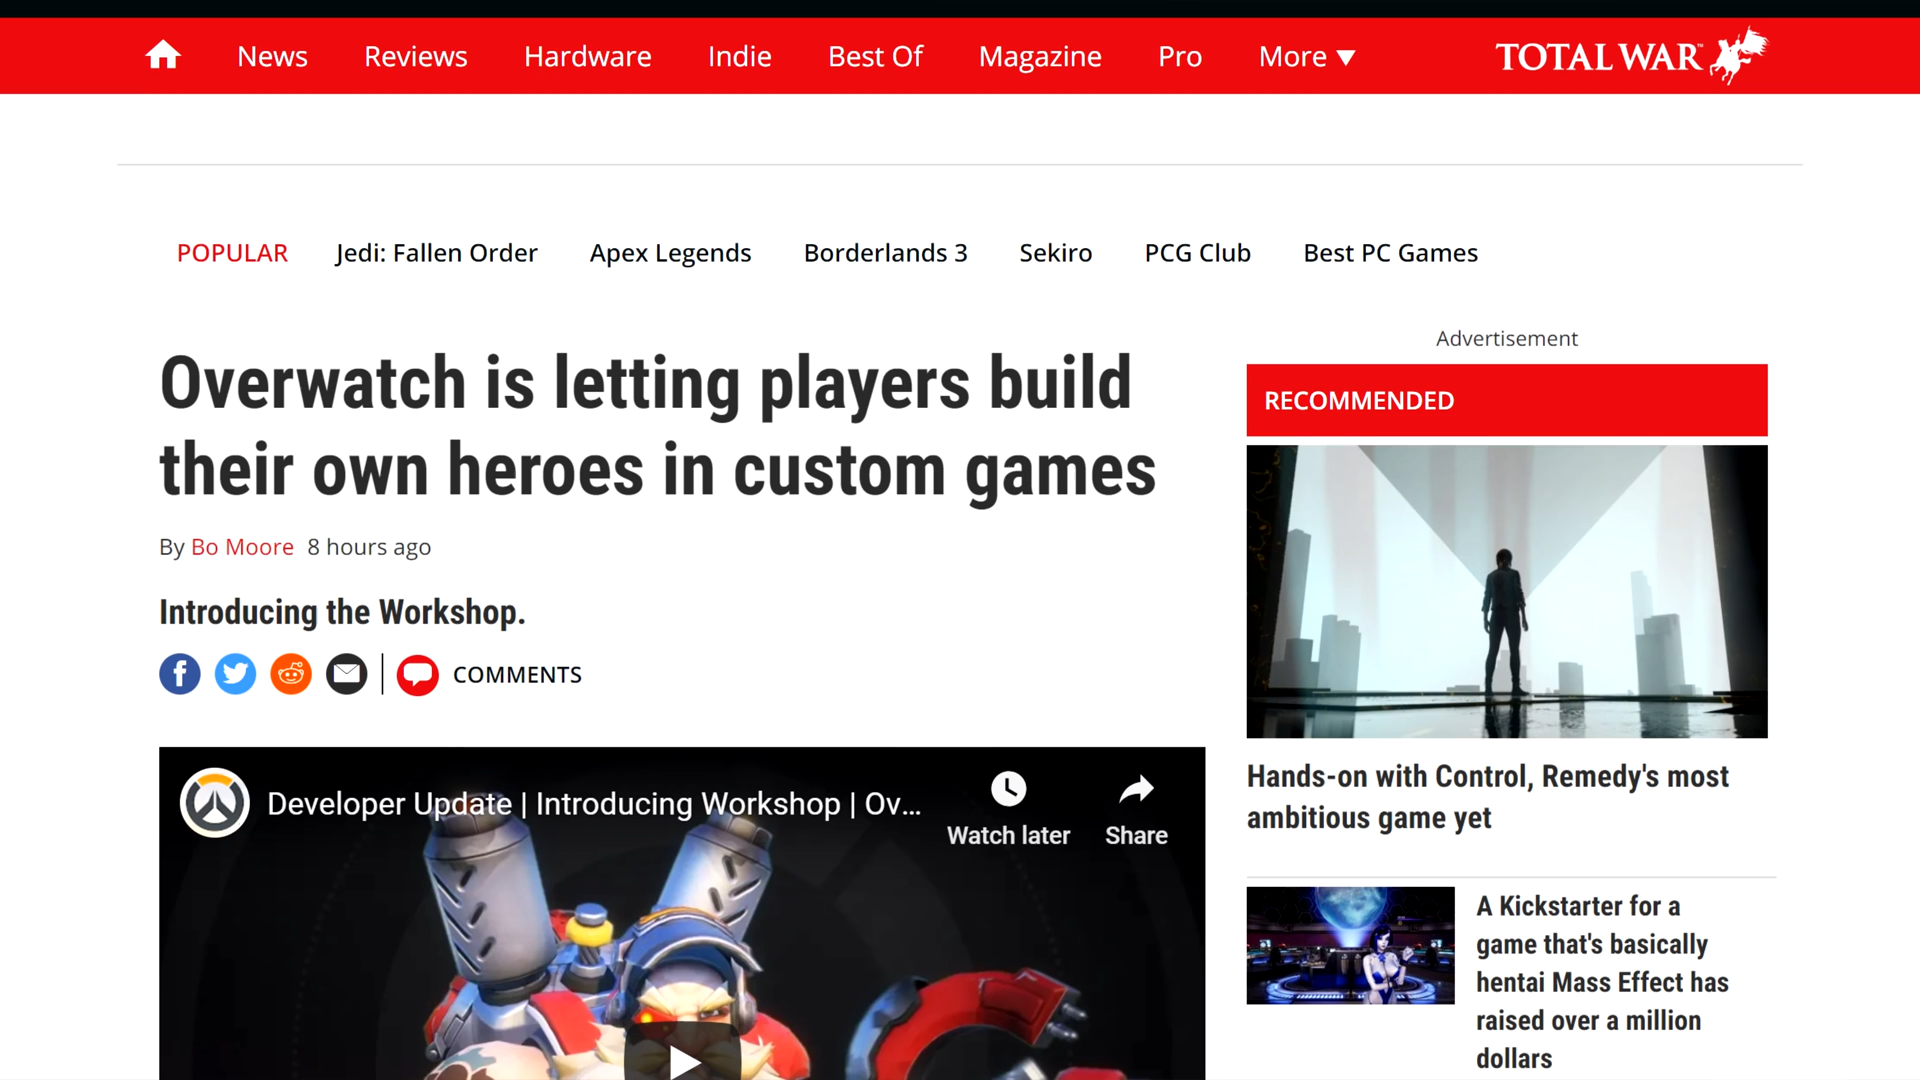 News Reviews Hardware Indie Best Of Magazine Pro More ▼ TOTAL WAR™
POPULAR Jedi: Fallen Order Apex Legends Borderlands 3 Sekiro PCG Club Best PC Games
Advertisement
Overwatch is letting players build
their own heroes in custom games
By Bo Moore 8 hours ago
Introducing the Workshop.
COMMENTS
Developer Update | Introducing Workshop | Ov...
Watch later Share
RECOMMENDED
Hands-on with Control, Remedy's most
ambitious game yet
A Kickstarter for a
game that's basically
hentai Mass Effect has
raised over a million
dollars